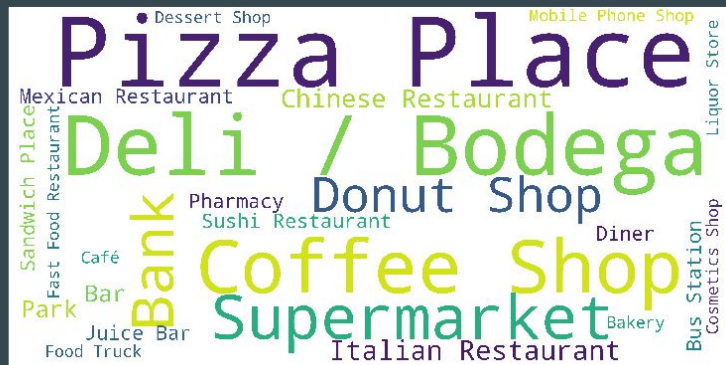 Dessert Shop
Mobile Phone Shop
Pizza Place
Liquor Store
Mexican Restaurant
Chinese Restaurant
Sandwich Place
Fast Food Restaurant
Deli / Bodega
Donut Shop
Pharmacy
Sushi Restaurant
Bank
Diner
Cosmetics Shop
Bus Station
Café
Coffee Shop
Bar
Park
Supermarket
Bakery
Juice Bar
Italian Restaurant
Food Truck